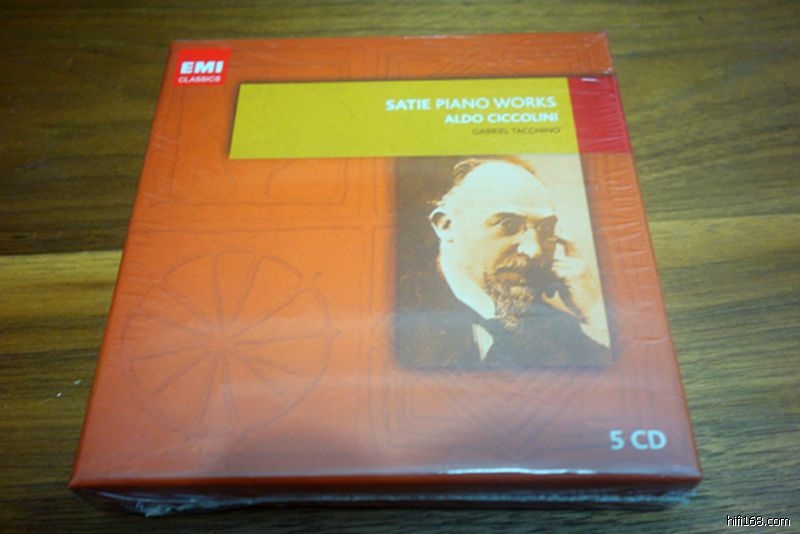 EMI
CLASSICS
SATIE PIANO WORKS
ALDO CICCOLINI
GABRIEL TACCHINO
5 CD
hifi168.com